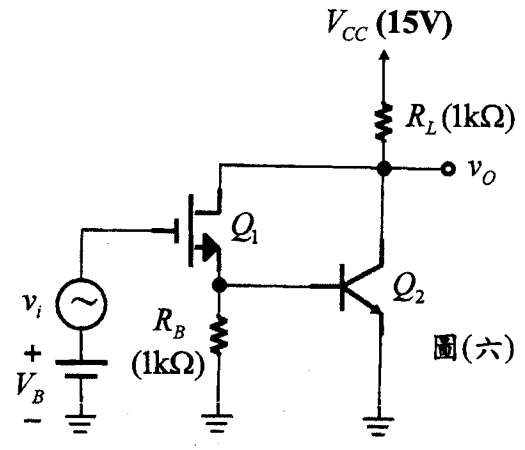 V_CC (15V)
R_L (1kΩ)
v_O
Q_1
v_i
R_B
(1kΩ)
Q_2
圖(六)
+
V_B
−